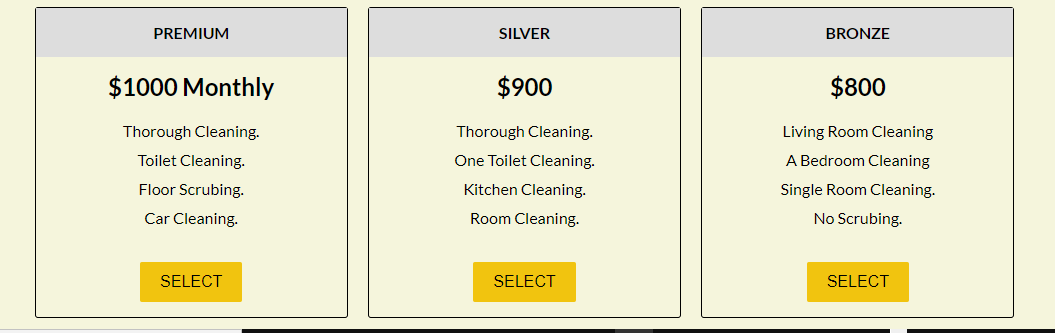 PREMIUM
$1000 Monthly
Thorough Cleaning.
Toilet Cleaning.
Floor Scrubing.
Car Cleaning.
SELECT
SILVER
$900
Thorough Cleaning.
One Toilet Cleaning.
Kitchen Cleaning.
Room Cleaning.
SELECT
BRONZE
$800
Living Room Cleaning
A Bedroom Cleaning
Single Room Cleaning.
No Scrubing.
SELECT